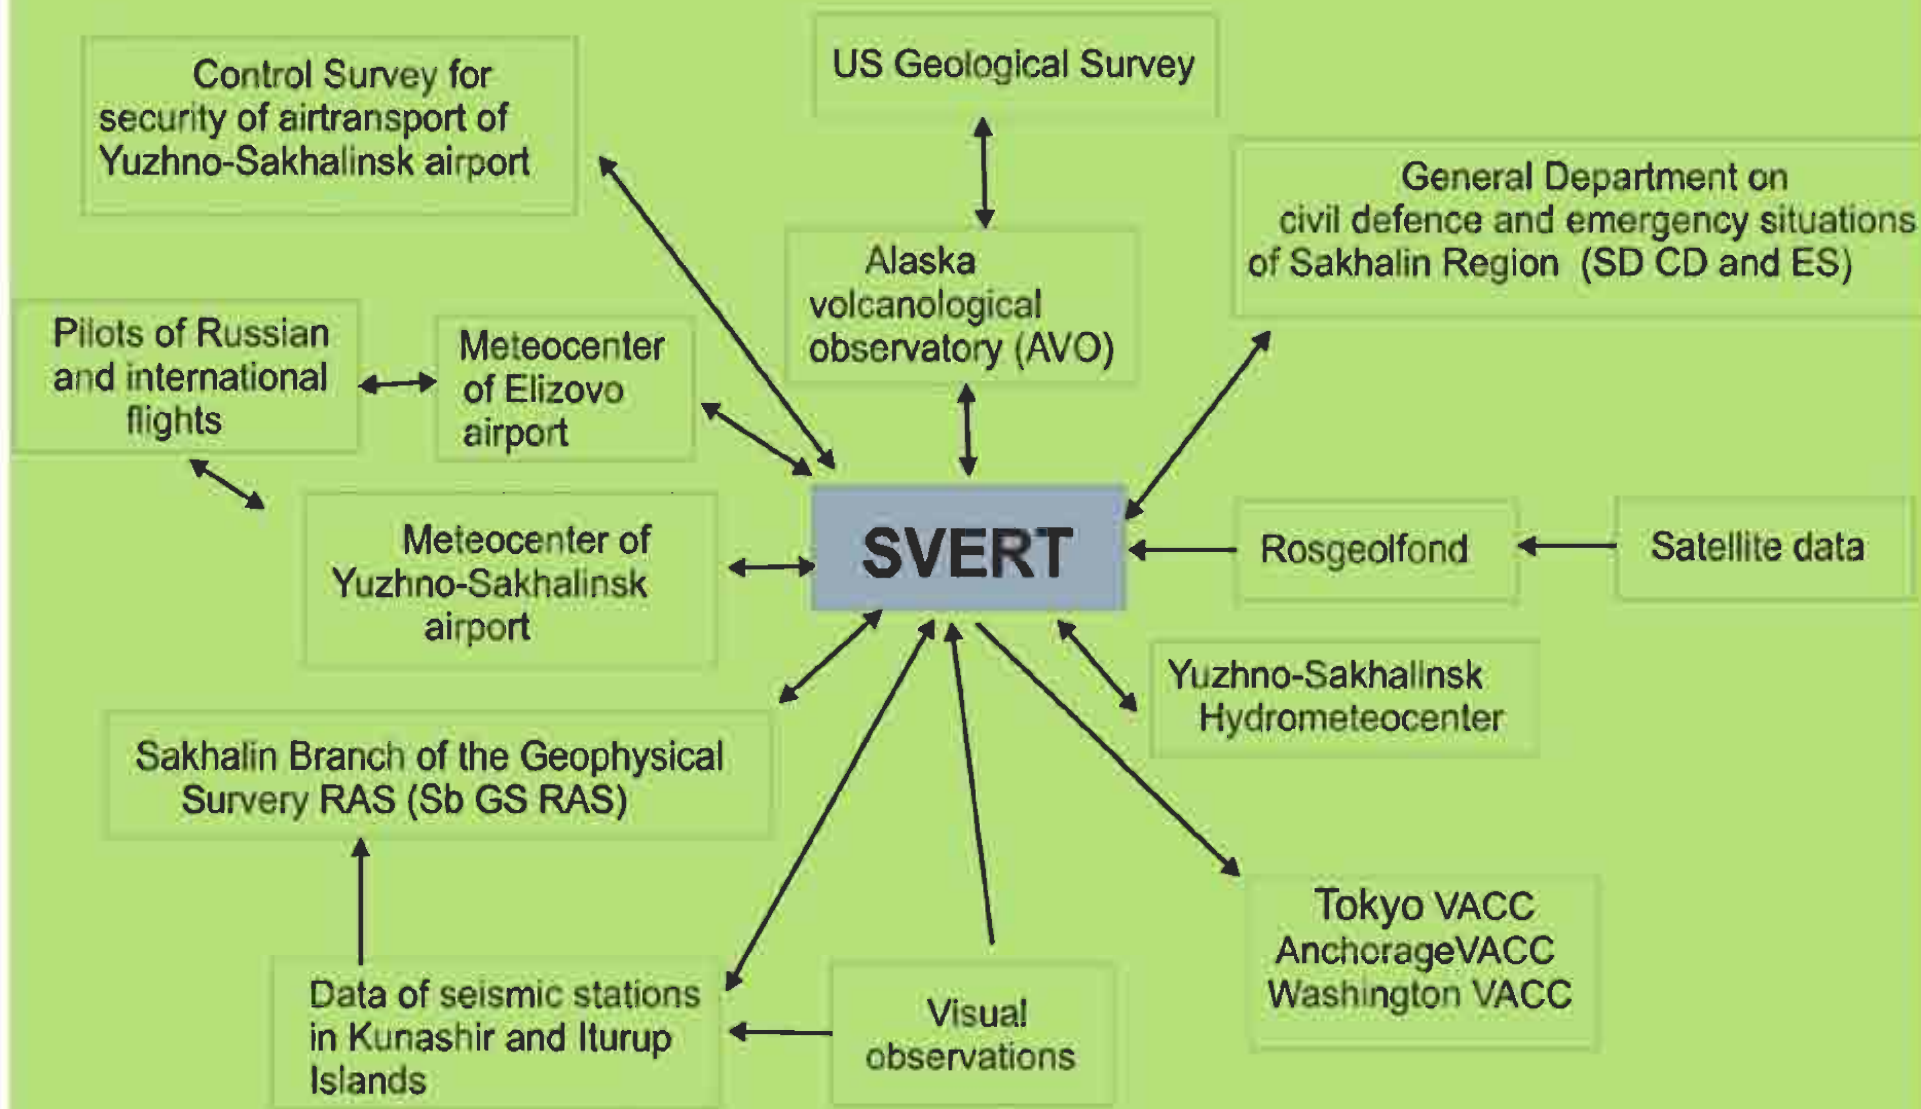 Control Survey for
security of airtransport of
Yuzhno-Sakhalinsk airport
US Geological Survey
General Department on
civil defence and emergency situations
of Sakhalin Region (SD CD and ES)
Alaska
volcanological
observatory (AVO)
Pilots of Russian
and international
flights
Meteocenter
of Elizovo
airport
Meteocenter of
Yuzhno-Sakhalinsk
airport
SVERT
Rosgeolfond
Satellite data
Yuzhno-Sakhalinsk
Hydrometeocenter
Sakhalin Branch of the Geophysical
Survery RAS (Sb GS RAS)
Tokyo VACC
AnchorageVACC
Washington VACC
Data of seismic stations
in Kunashir and Iturup
Islands
Visual
observations